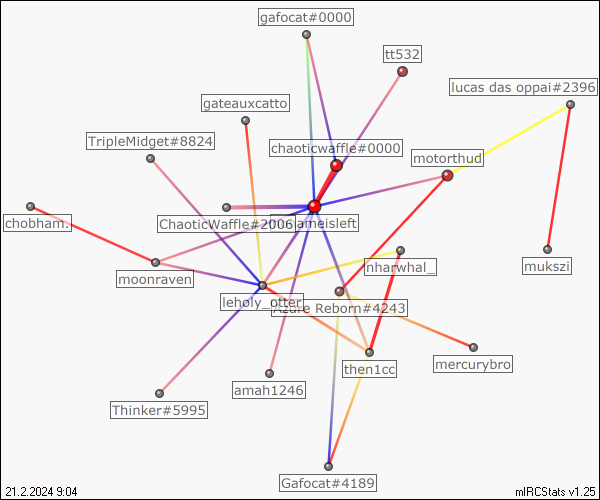 gafocat#0000
tt532
lucas das oppai#2396
gateauxcatto
TripleMidget#8824
chaoticwaffle#0000
motorthud
chobham.
ChaoticWaffle#2006
moonraven
nharwhal_
mukszi
leholy_otter
Azure Reborn#4243
then1cc
mercurybro
amah1246
Thinker#5995
Gafocat#4189
21.2.2024 9:04
mIRCStats v1.25